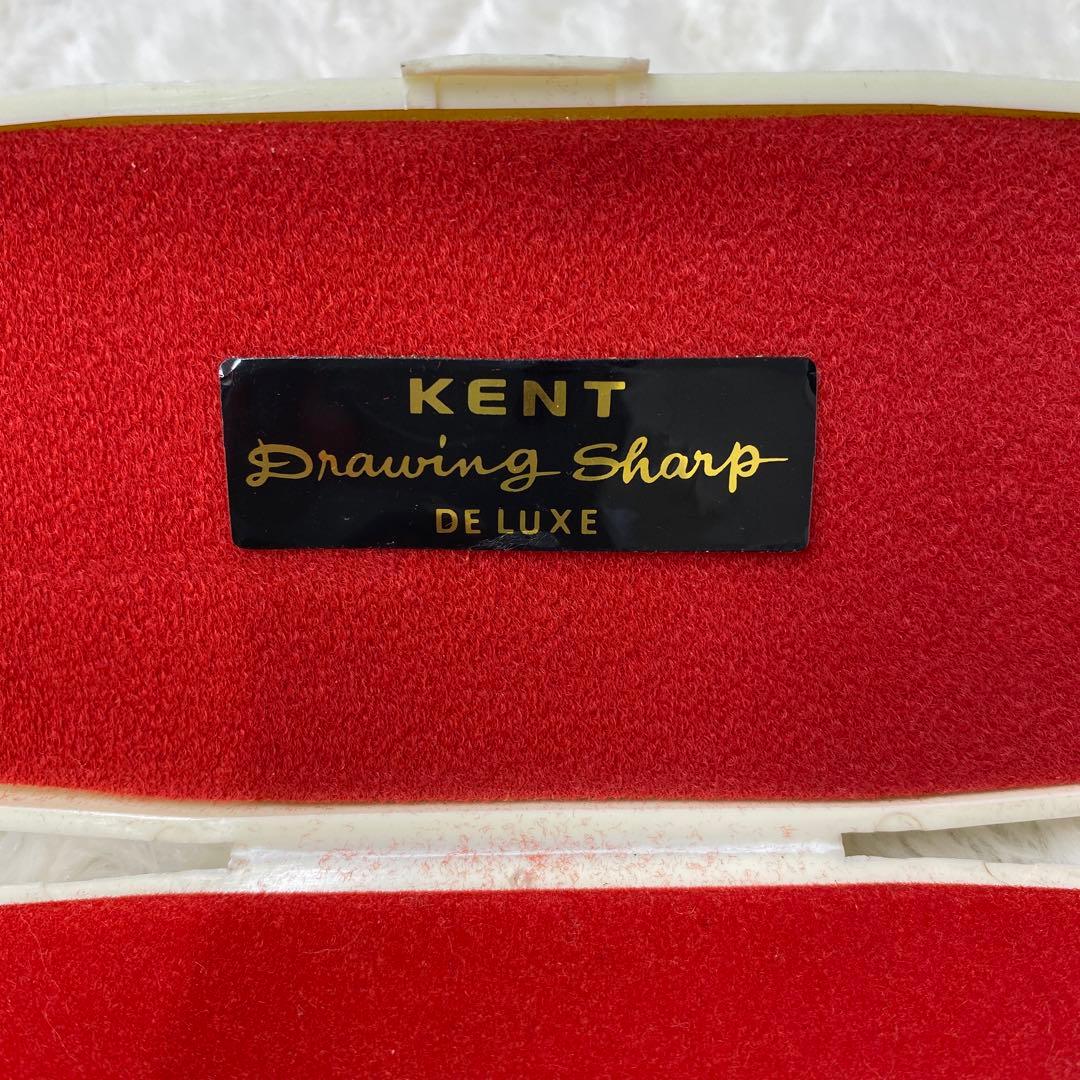 KENT
Drawing Sharp
DE LUXE